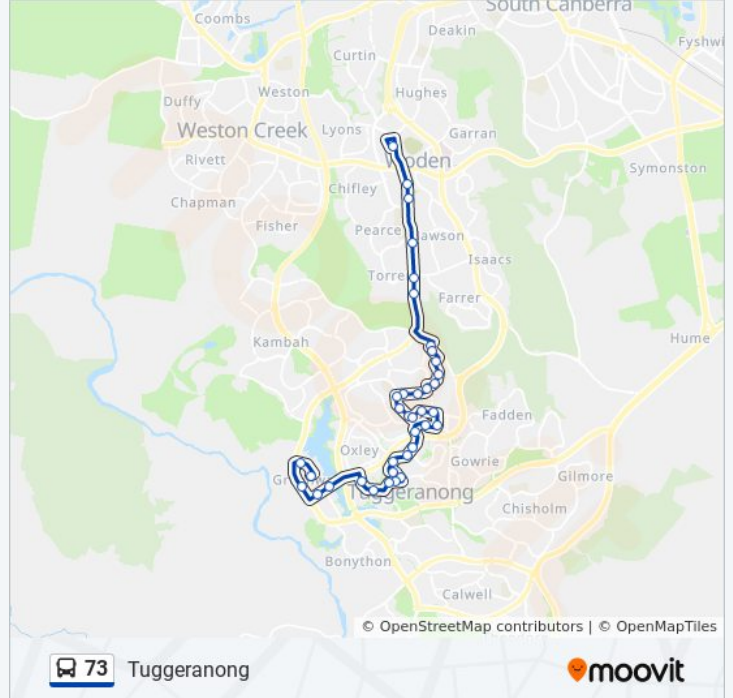 South Canberra
Coombs
Deakin
Fyshwi
Curtin
Weston
Hughes
Duffy
Weston Creek
Lyons
Garran
Woden
Rivett
Symonston
Chifley
Chapman
Fisher
Pearce
awson
Isaacs
Torre
Farrer
Hume
Kambah
Fadden
Oxley
Gowrie
Gilmore
Gr
Tuggeranong
Chisholm
Bonython
Calwell
© OpenStreetMap contributors | © OpenMapTiles
73 Tuggeranong
moovit